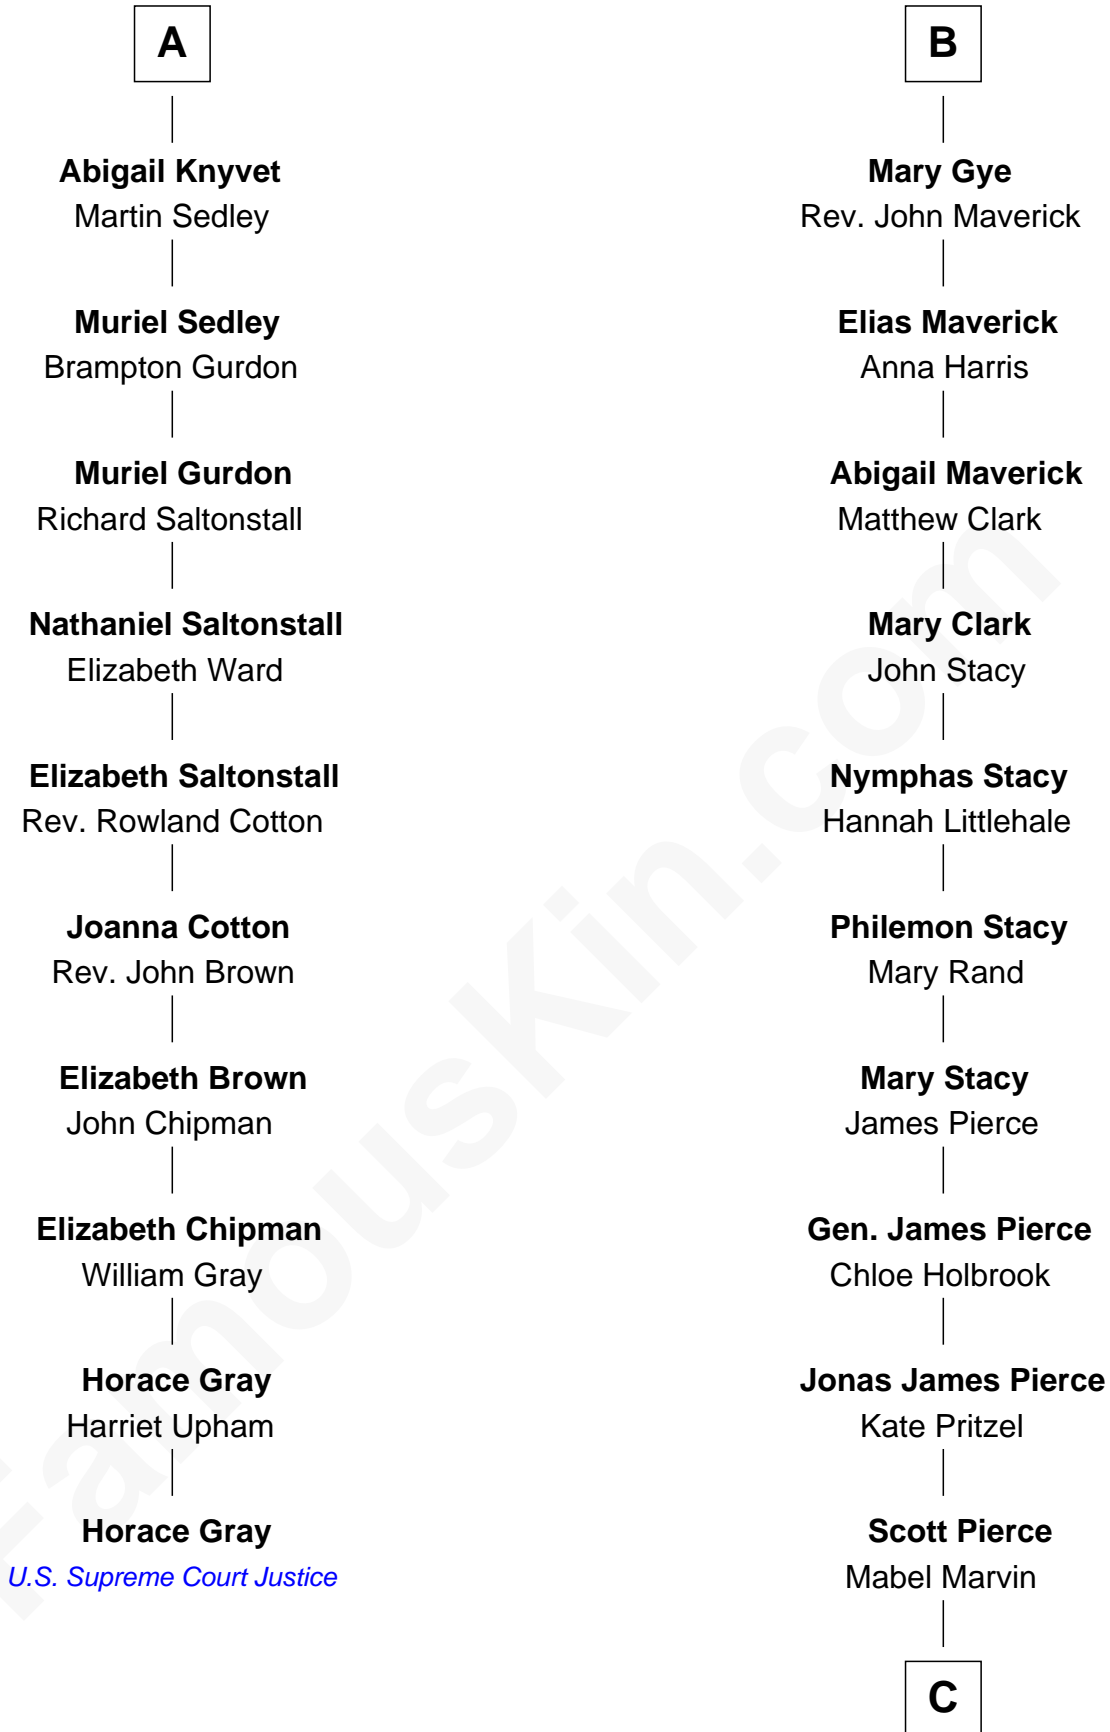 A
Abigail Knyvet
Martin Sedley
Muriel Sedley
Brampton Gurdon
Muriel Gurdon
Richard Saltonstall
Nathaniel Saltonstall
Elizabeth Ward
Elizabeth Saltonstall
Rev. Rowland Cotton
Joanna Cotton
Rev. John Brown
Elizabeth Brown
John Chipman
Elizabeth Chipman
William Gray
Horace Gray
Harriet Upham
Horace Gray
U.S. Supreme Court Justice
B
Mary Gye
Rev. John Maverick
Elias Maverick
Anna Harris
Abigail Maverick
Matthew Clark
Mary Clark
John Stacy
Nymphas Stacy
Hannah Littlehale
Philemon Stacy
Mary Rand
Mary Stacy
James Pierce
Gen. James Pierce
Chloe Holbrook
Jonas James Pierce
Kate Pritzel
Scott Pierce
Mabel Marvin
C
FamousKin.com